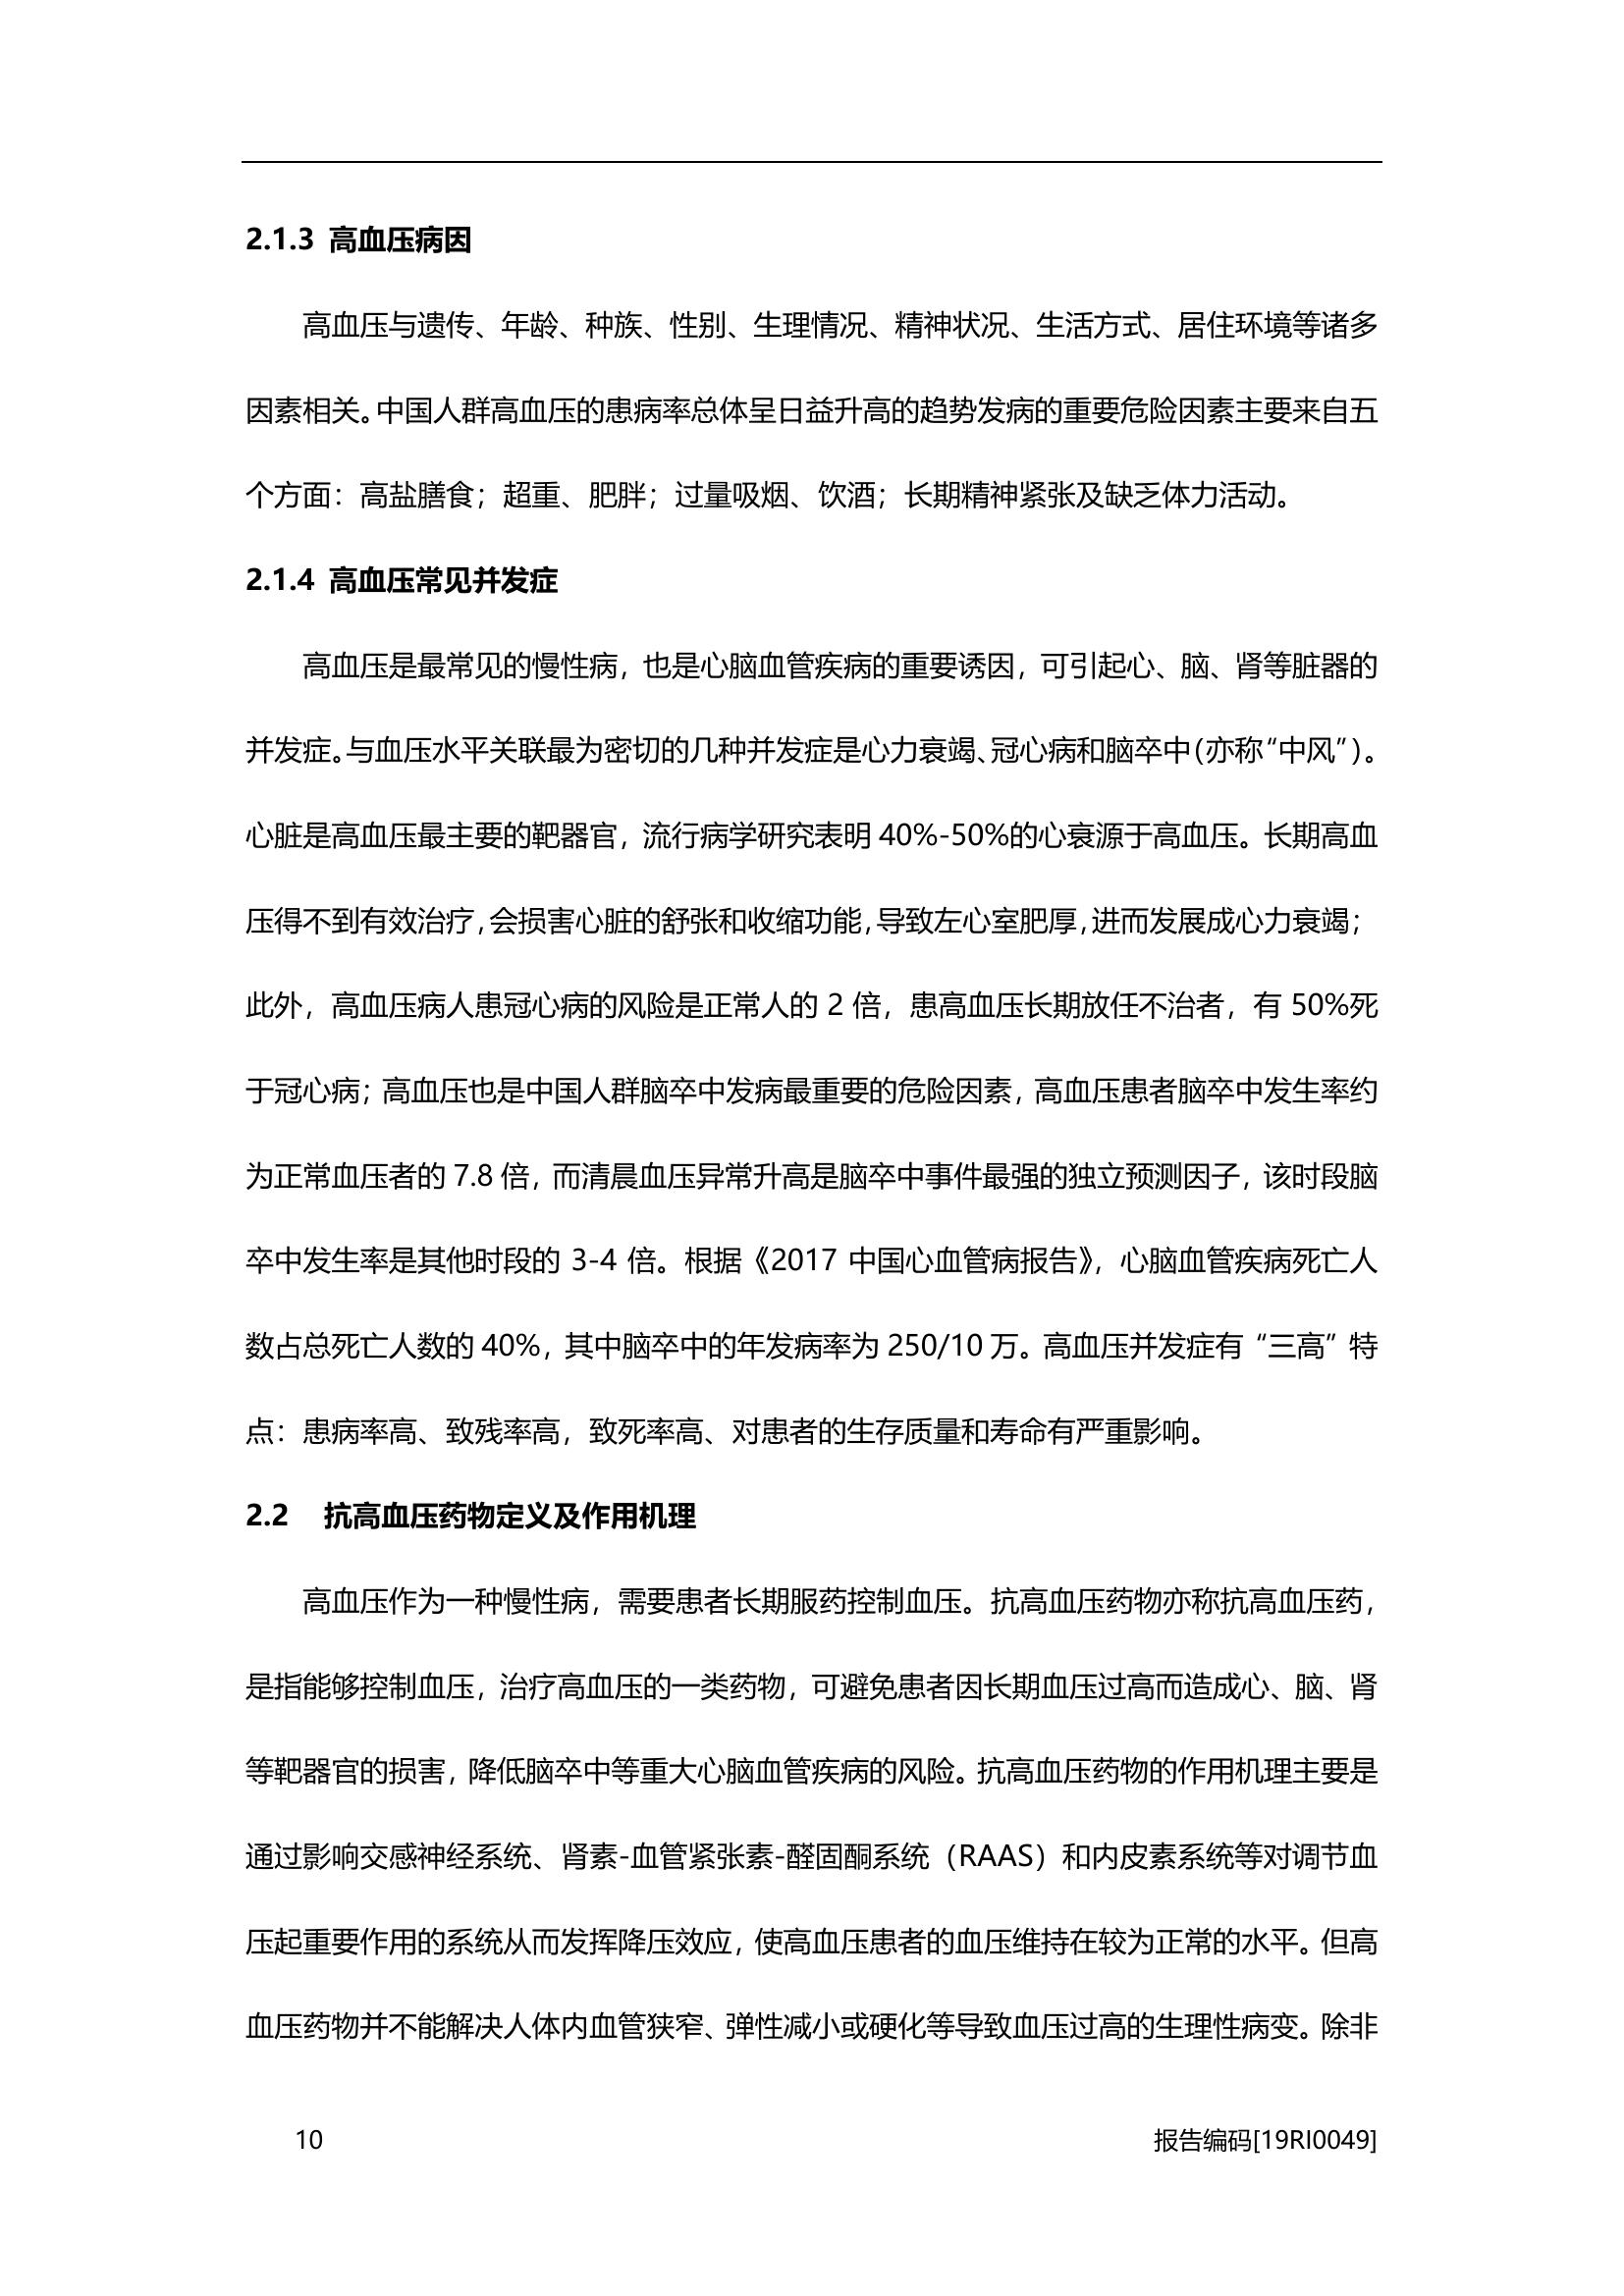 2.1.3 高血压病因
高血压与遗传、年龄、种族、性别、生理情况、精神状况、生活方式、居住环境等诸多
因素相关。中国人群高血压的患病率总体呈日益升高的趋势发病的重要危险因素主要来自五
个方面：高盐膳食；超重、肥胖；过量吸烟、饮酒；长期精神紧张及缺乏体力活动。
2.1.4 高血压常见并发症
高血压是最常见的慢性病，也是心脑血管疾病的重要诱因，可引起心、脑、肾等脏器的
并发症。与血压水平关联最为密切的几种并发症是心力衰竭、冠心病和脑卒中（亦称“中风”）。
心脏是高血压最主要的靶器官，流行病学研究表明 40%-50%的心衰源于高血压。长期高血
压得不到有效治疗，会损害心脏的舒张和收缩功能，导致左心室肥厚，进而发展成心力衰竭；
此外，高血压病人患冠心病的风险是正常人的 2 倍，患高血压长期放任不治者，有 50%死
于冠心病；高血压也是中国人群脑卒中发病最重要的危险因素，高血压患者脑卒中发生率约
为正常血压者的 7.8 倍，而清晨血压异常升高是脑卒中事件最强的独立预测因子，该时段脑
卒中发生率是其他时段的 3-4 倍。根据《2017 中国心血管病报告》，心脑血管疾病死亡人
数占总死亡人数的 40%，其中脑卒中的年发病率为 250/10 万。高血压并发症有“三高”特
点：患病率高、致残率高，致死率高、对患者的生存质量和寿命有严重影响。
2.2 抗高血压药物定义及作用机理
高血压作为一种慢性病，需要患者长期服药控制血压。抗高血压药物亦称抗高血压药，
是指能够控制血压，治疗高血压的一类药物，可避免患者因长期血压过高而造成心、脑、肾
等靶器官的损害，降低脑卒中等重大心脑血管疾病的风险。抗高血压药物的作用机理主要是
通过影响交感神经系统、肾素-血管紧张素-醛固酮系统（RAAS）和内皮素系统等对调节血
压起重要作用的系统从而发挥降压效应，使高血压患者的血压维持在较为正常的水平。但高
血压药物并不能解决人体内血管狭窄、弹性减小或硬化等导致血压过高的生理性病变。除非
10 报告编码[19RI0049]